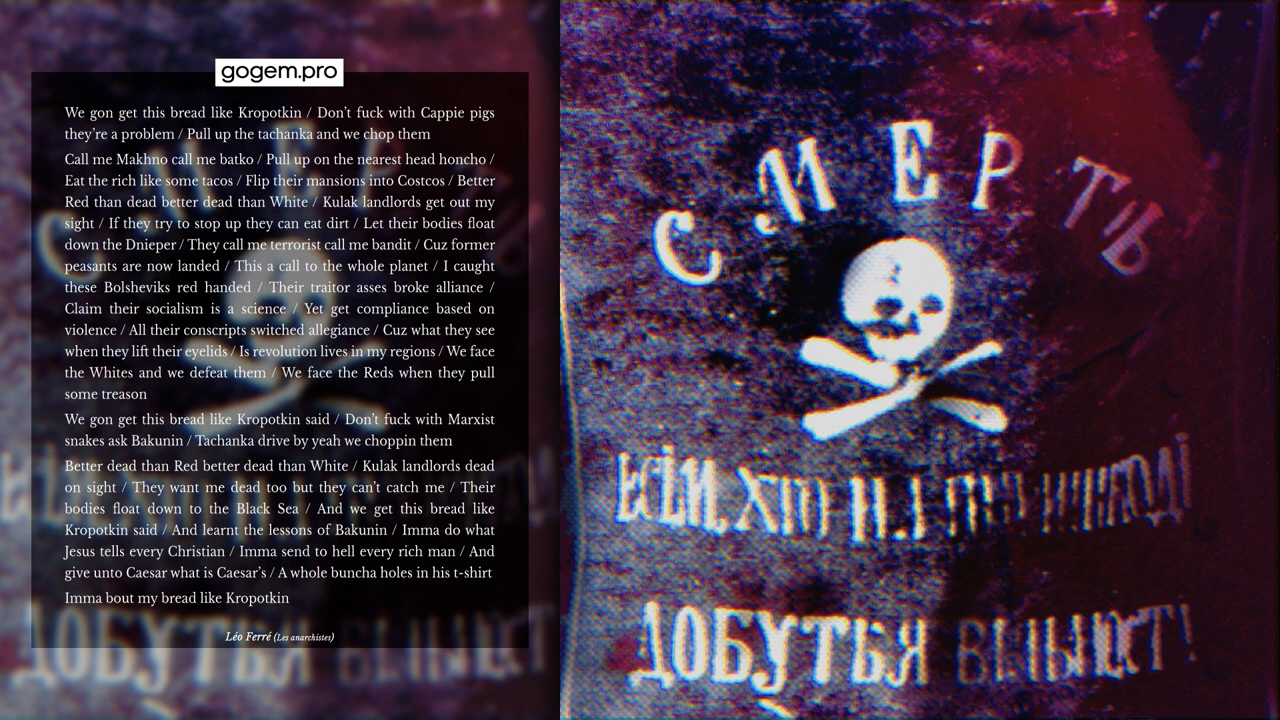 gogem.pro
We gon get this bread like Kropotkin / Don't fuck with Cappie pigs
they're a problem / Pull up the tachanka and we chop them
Call me Makhno call me batko / Pull up on the nearest head honcho /
Eat the rich like some tacos / Flip their mansions into Costcos / Better
Red than dead better dead than White / Kulak landlords get out my
sight / If they try to stop up they can eat dirt / Let their bodies float
down the Dnieper / They call me terrorist call me bandit / Cuz former
peasants are now landed / This a call to the whole planet / I caught
these Bolsheviks red handed / Their traitor asses broke alliance /
Claim their socialism is a science / Yet get compliance based on
violence / All their conscripts switched allegiance / Cuz what they see
when they lift their eyelids / Is revolution lives in my regions / We face
the Whites and we defeat them / We face the Reds when they pull
some treason
We gon get this bread like Kropotkin said / Don't fuck with Marxist
snakes ask Bakunin / Tachanka drive by yeah we choppin them
Better dead than Red better dead than White / Kulak landlords dead
on sight / They want me dead too but they can't catch me / Their
bodies float down to the Black Sea / And we get this bread like
Kropotkin said / And learnt the lessons of Bakunin / Imma do what
Jesus tells every Christian / Imma send to hell every rich man / And
give unto Caesar what is Caesar's / A whole buncha holes in his t-shirt
Imma bout my bread like Kropotkin
Léo Ferré (Les anarchistes)
СМЕРТЬ
ВСІМ, ХТО
ДОБУТЬЯ